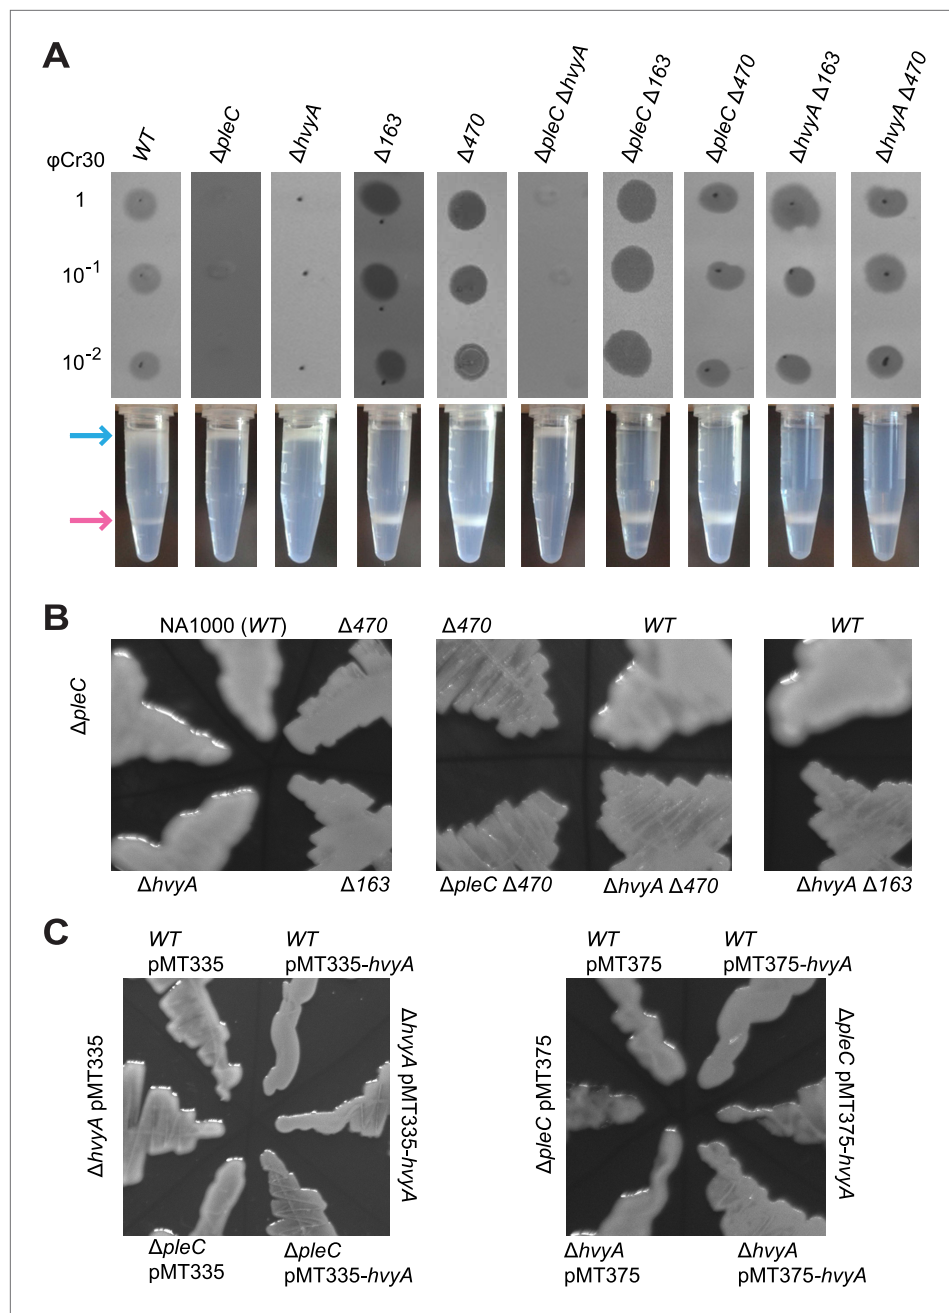 A
φCr30
WT
ΔpleC
ΔhvyA
Δ163
Δ470
ΔpleC ΔhvyA
ΔpleC Δ163
ΔpleC Δ470
ΔhvyA Δ163
ΔhvyA Δ470
1
10-1
10-2
B
NA1000 (WT)
Δ470
ΔpleC
ΔhvyA
Δ163
Δ470
WT
ΔpleC Δ470
ΔhvyA Δ470
WT
ΔhvyA Δ163
C
WT
pMT335
WT
pMT335-hvyA
ΔhvyA pMT335
ΔhvyA pMT335-hvyA
ΔpleC
pMT335
ΔpleC
pMT335-hvyA
WT
pMT375
WT
pMT375-hvyA
ΔpleC pMT375
ΔpleC pMT375-hvyA
ΔhvyA
pMT375
ΔhvyA
pMT375-hvyA